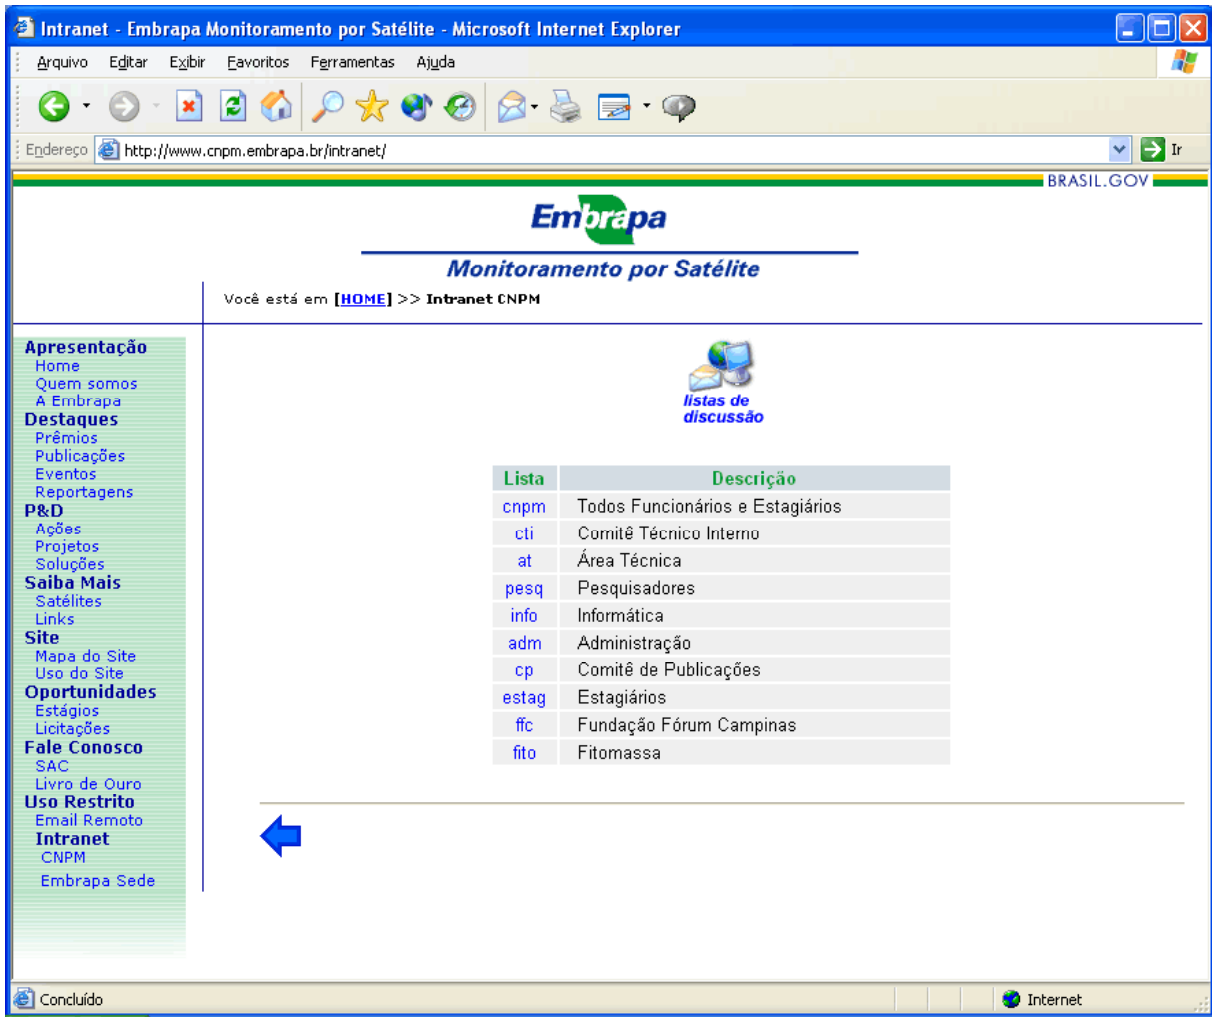 Intranet - Embrapa Monitoramento por Satélite - Microsoft Internet Explorer
Arquivo Editar Exibir Favoritos Ferramentas Ajuda
Endereço http://www.cnpm.embrapa.br/intranet/ Ir
BRASIL.GOV
Embrapa
Monitoramento por Satélite
Você está em [HOME] >> Intranet CNPM
Apresentação
Home
Quem somos
A Embrapa
Destaques
Prêmios
Publicações
Eventos
Reportagens
P&D
Ações
Projetos
Soluções
Saiba Mais
Satélites
Links
Site
Mapa do Site
Uso do Site
Oportunidades
Estágios
Licitações
Fale Conosco
SAC
Livro de Ouro
Uso Restrito
Email Remoto
Intranet
CNPM
Embrapa Sede
listas de
discussão
Lista Descrição
cnpm Todos Funcionários e Estagiários
cti Comitê Técnico Interno
at Área Técnica
pesq Pesquisadores
info Informática
adm Administração
cp Comitê de Publicações
estag Estagiários
ffc Fundação Fórum Campinas
fito Fitomassa
Concluído Internet